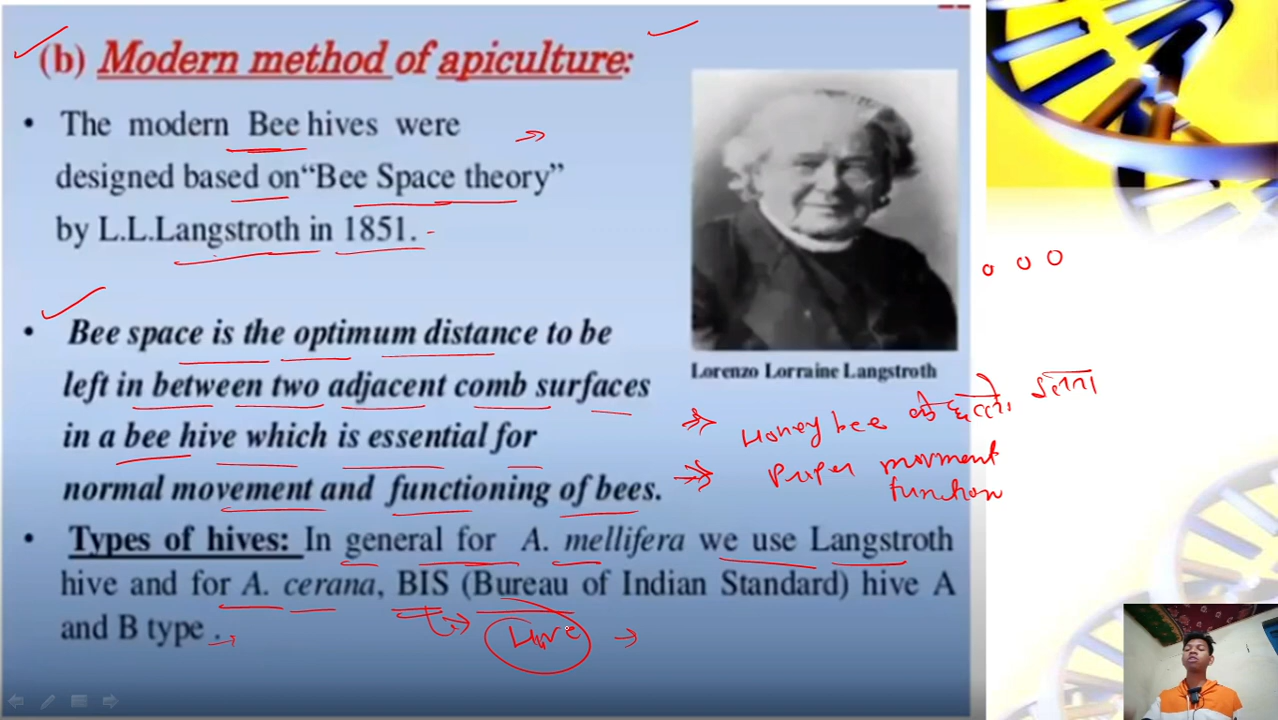 (b) Modern method of apiculture:
• The modern Bee hives were
designed based on“Bee Space theory”
by L.L.Langstroth in 1851.
Lorenzo Lorraine Langstroth
• Bee space is the optimum distance to be
left in between two adjacent comb surfaces
in a bee hive which is essential for
normal movement and functioning of bees.
Honey bee
Proper movment
function
• Types of hives: In general for A. mellifera we use Langstroth
hive and for A. cerana, BIS (Bureau of Indian Standard) hive A
and B type .
Hive